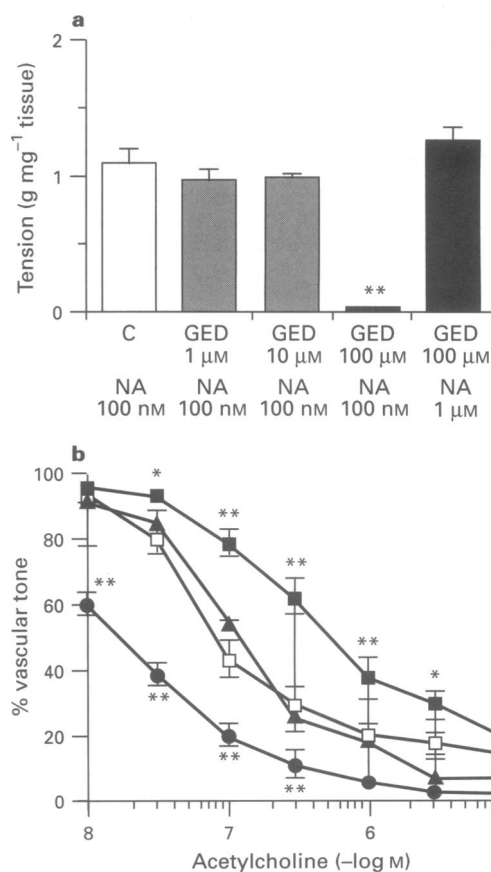 a
2
1
0
Tension (g mg⁻¹ tissue)
**
C GED GED GED GED
1 µM 10 µM 100 µM 100 µM
NA NA NA NA NA
100 nM 100 nM 100 nM 100 nM 1 µM
b
100
80
60
40
20
0
% vascular tone
*
**
**
**
*
**
**
**
**
8 7 6
Acetylcholine (–log M)